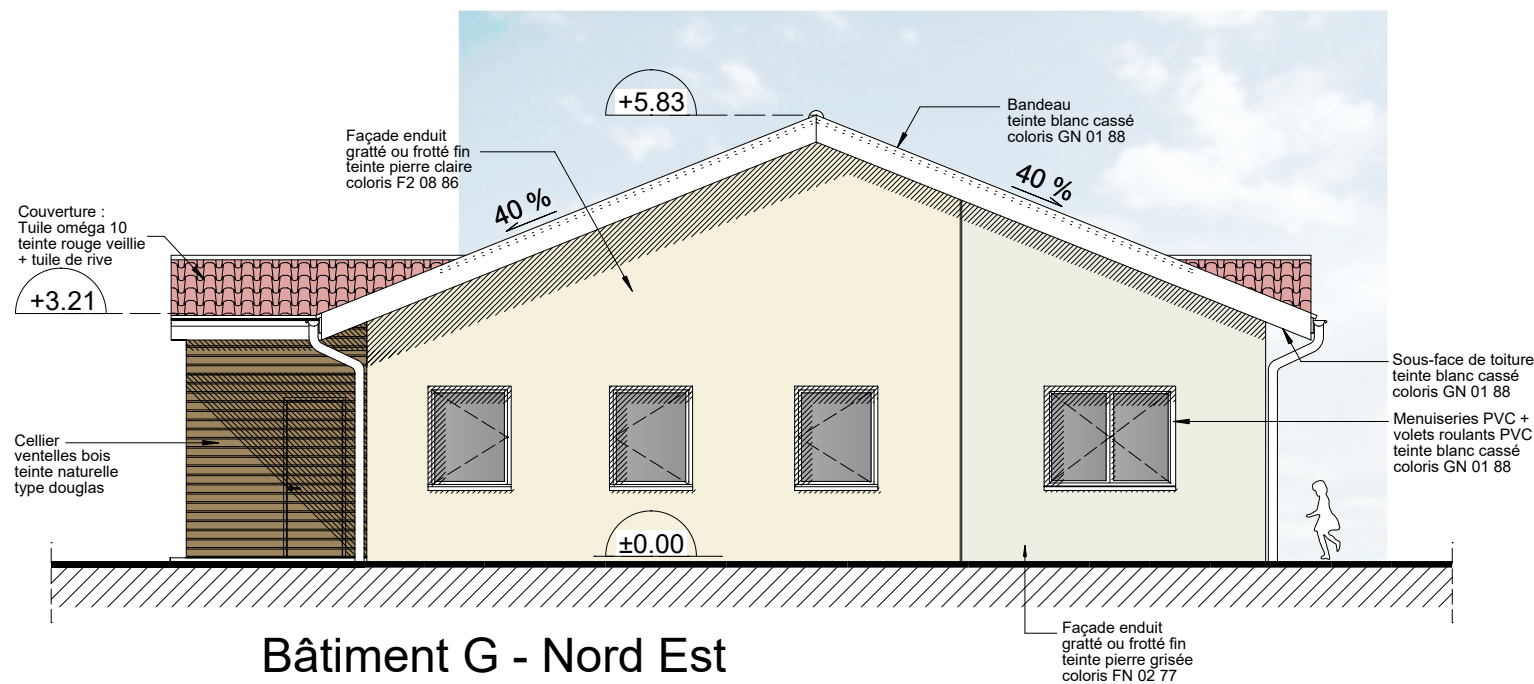 +5.83
Bandeau
teinte blanc cassé
coloris GN 01 88
Façade enduit
gratté ou frotté fin
teinte pierre claire
coloris F2 08 86
40 %
40 %
Couverture :
Tuile oméga 10
teinte rouge veillie
+ tuile de rive
+3.21
Sous-face de toiture
teinte blanc cassé
coloris GN 01 88
Menuiseries PVC +
volets roulants PVC
teinte blanc cassé
coloris GN 01 88
Cellier
ventelles bois
teinte naturelle
type douglas
±0.00
Façade enduit
gratté ou frotté fin
teinte pierre grisée
coloris FN 02 77
Bâtiment G - Nord Est